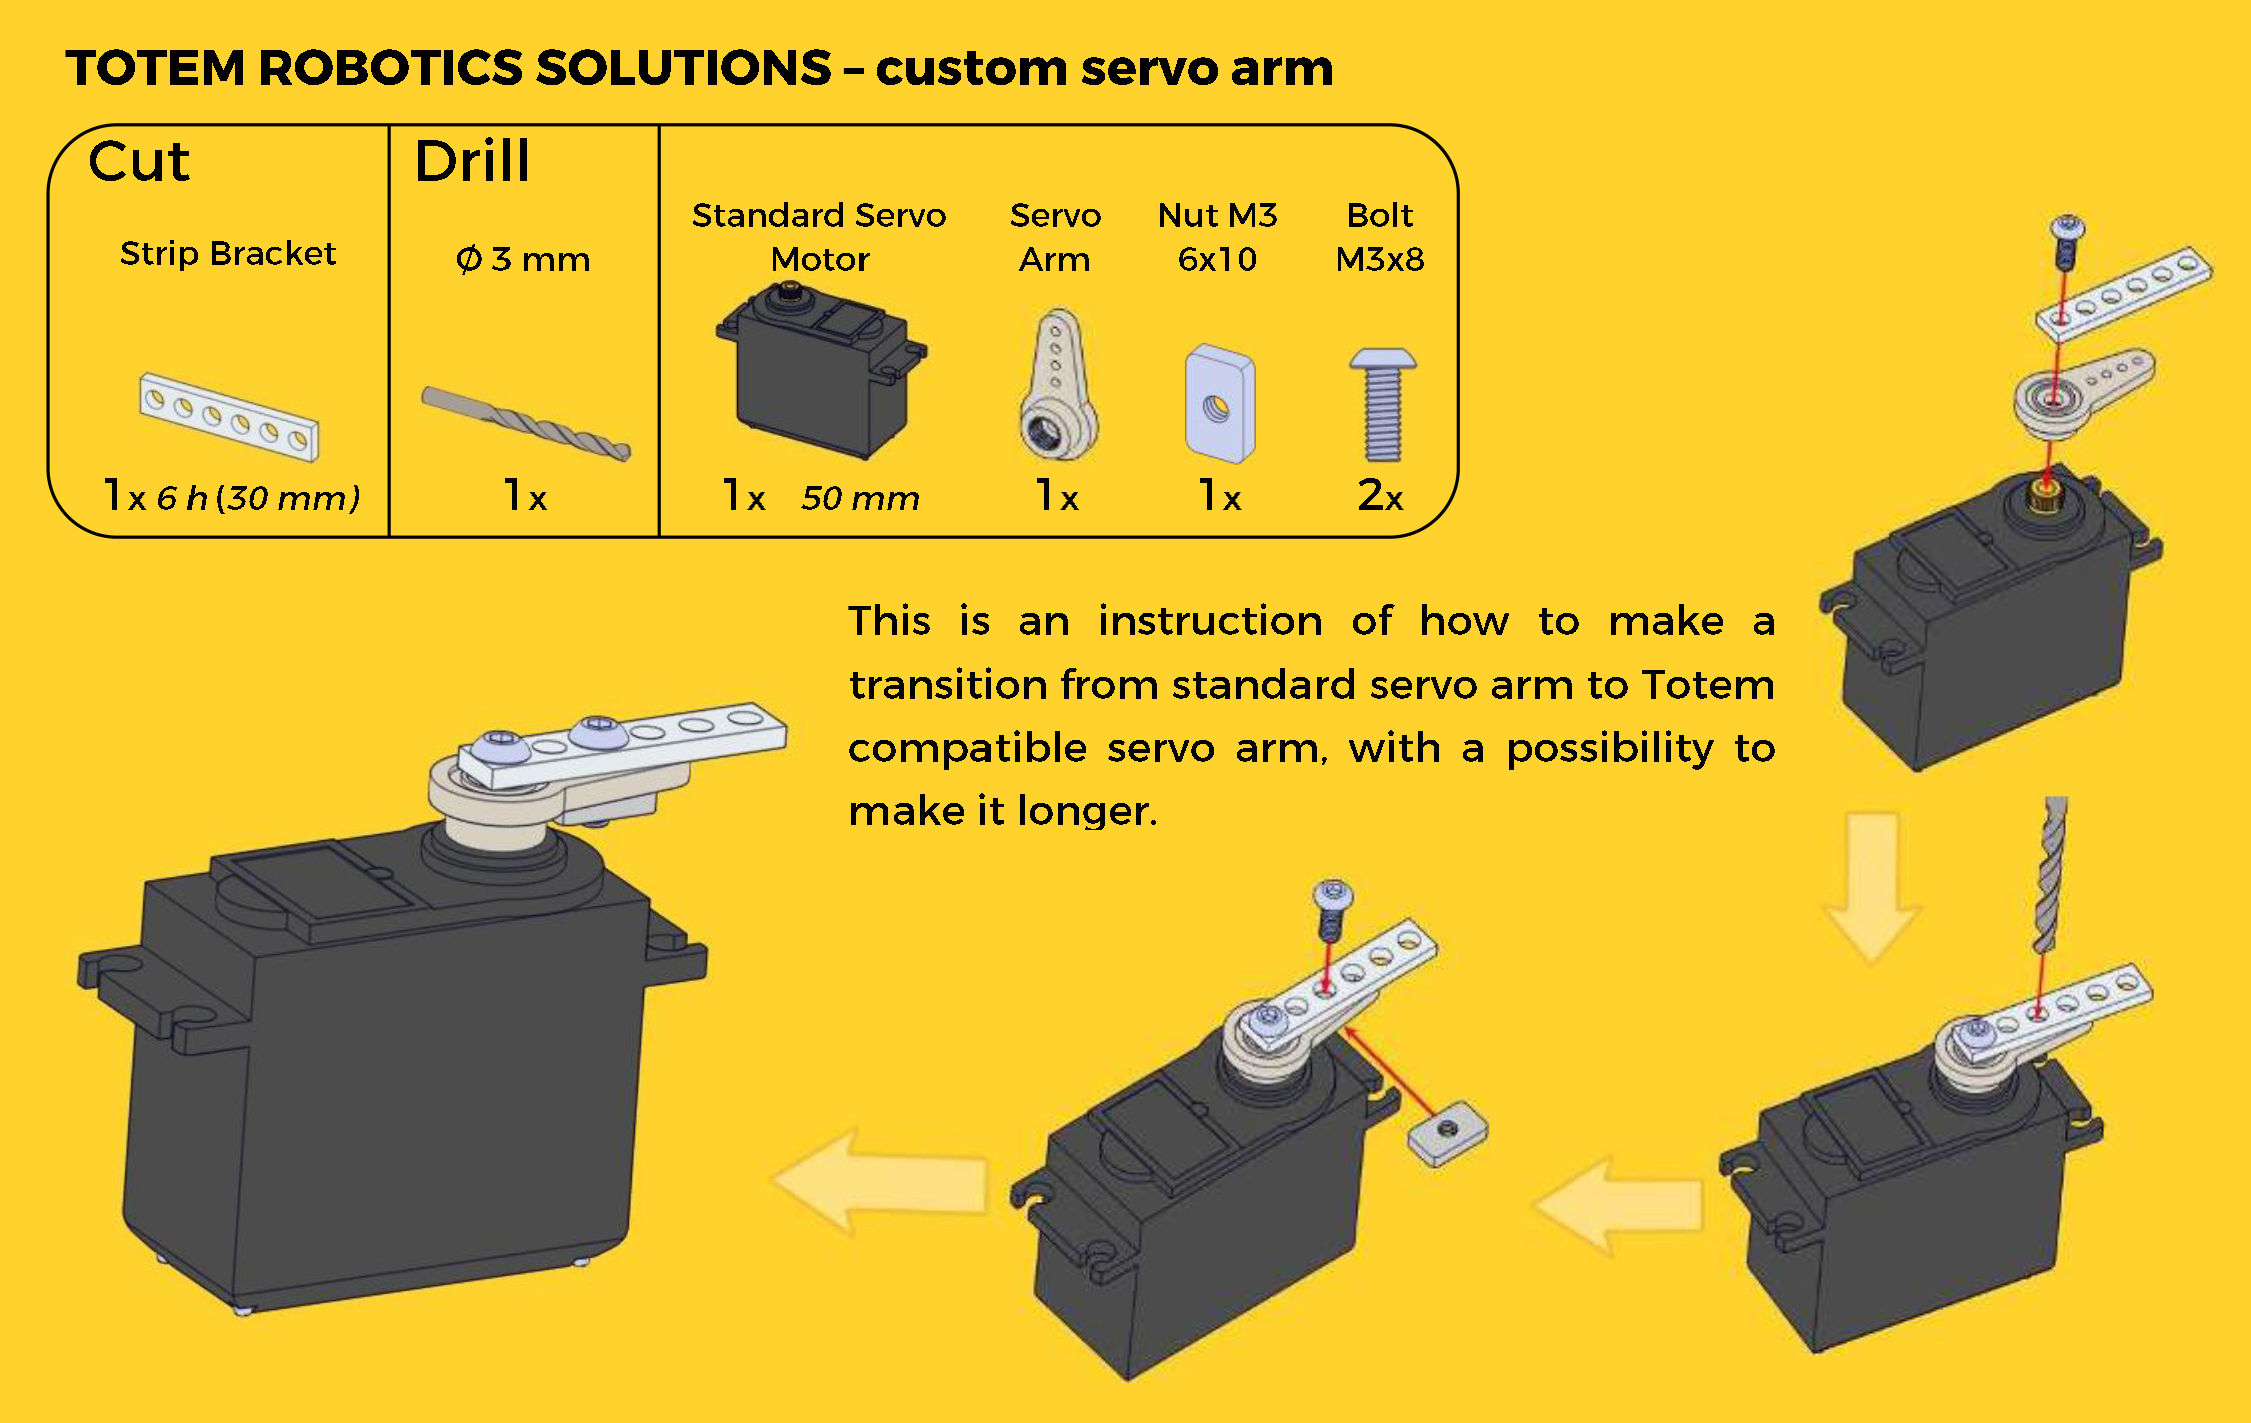 TOTEM ROBOTICS SOLUTIONS – custom servo arm
Cut
Strip Bracket
1x 6 h (30 mm)
Drill
Ø 3 mm
1x
Standard Servo
Motor
1x 50 mm
Servo
Arm
1x
Nut M3
6x10
1x
Bolt
M3x8
2x
This is an instruction of how to make a
transition from standard servo arm to Totem
compatible servo arm, with a possibility to
make it longer.